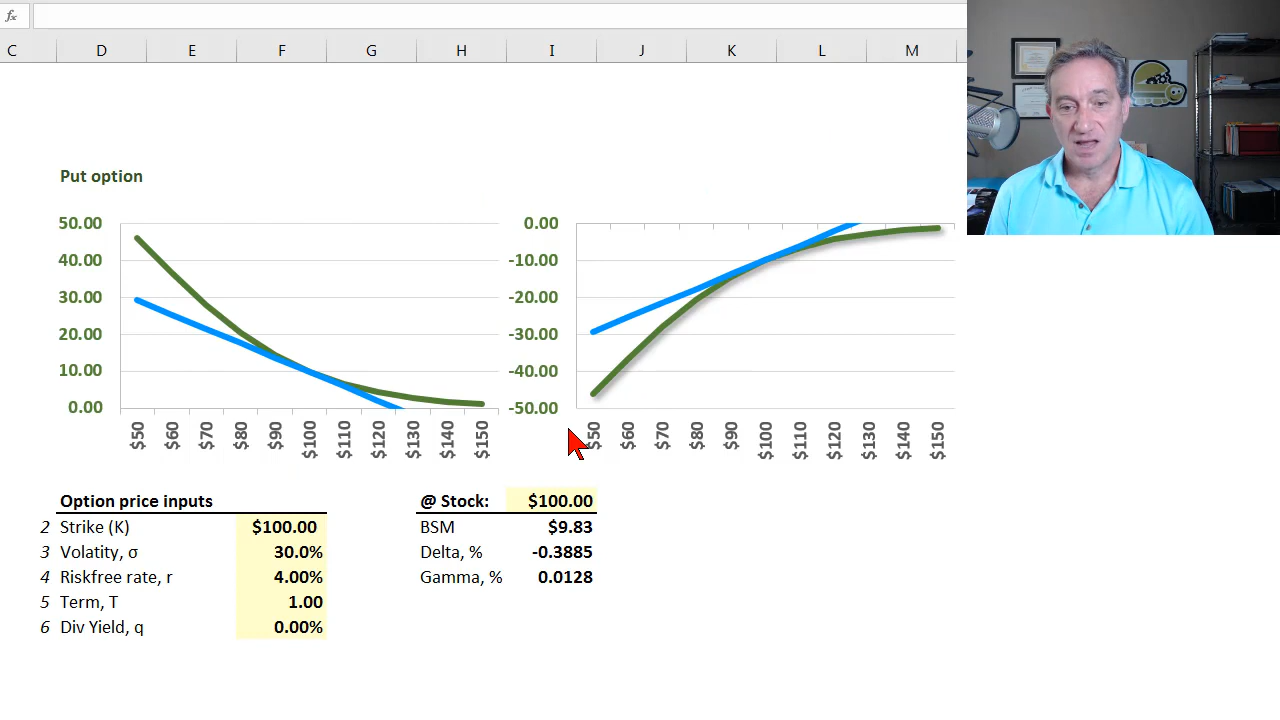 fx
C D E F G H I J K L M
Put option
50.00
40.00
30.00
20.00
10.00
0.00
$50 $60 $70 $80 $90 $100 $110 $120 $130 $140 $150
0.00
-10.00
-20.00
-30.00
-40.00
-50.00
$50 $60 $70 $80 $90 $100 $110 $120 $130 $140 $150
Option price inputs
2 Strike (K) $100.00
3 Volatity, σ 30.0%
4 Riskfree rate, r 4.00%
5 Term, T 1.00
6 Div Yield, q 0.00%
@ Stock: $100.00
BSM $9.83
Delta, % -0.3885
Gamma, % 0.0128